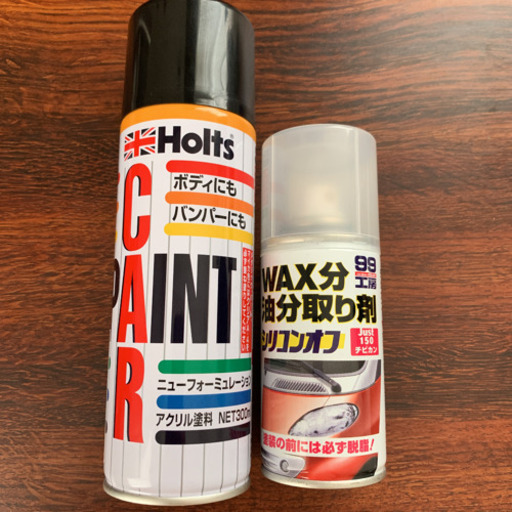 Holts
ボディにも
バンパーにも
CAR
PAINT
ニューフォーミュレーション
アクリル塗料 NET300m
99
工房
WAX分
油分取り剤
シリコンオフ
Just
150
チビカン
塗装の前には必ず脱脂!